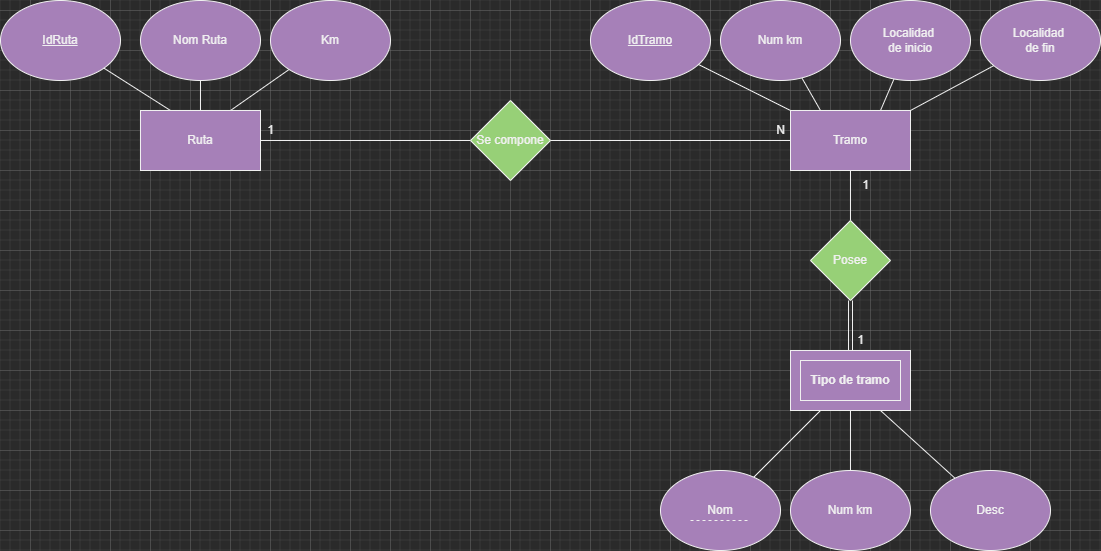 IdRuta
Nom Ruta
Km
IdTramo
Num km
Localidad
de inicio
Localidad
de fin
Ruta
1
Se compone
N
Tramo
1
Posee
1
Tipo de tramo
Nom
Num km
Desc